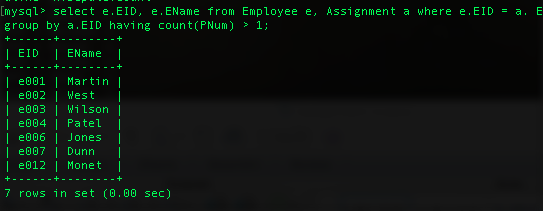 [mysql> select e.EID, e.EName from Employee e, Assignment a where e.EID = a. E
group by a.EID having count(PNum) > 1;
+------+--------+
| EID | EName |
+------+--------+
| e001 | Martin |
| e002 | West |
| e003 | Wilson |
| e004 | Patel |
| e006 | Jones |
| e007 | Dunn |
| e012 | Monet |
+------+--------+
7 rows in set (0.00 sec)